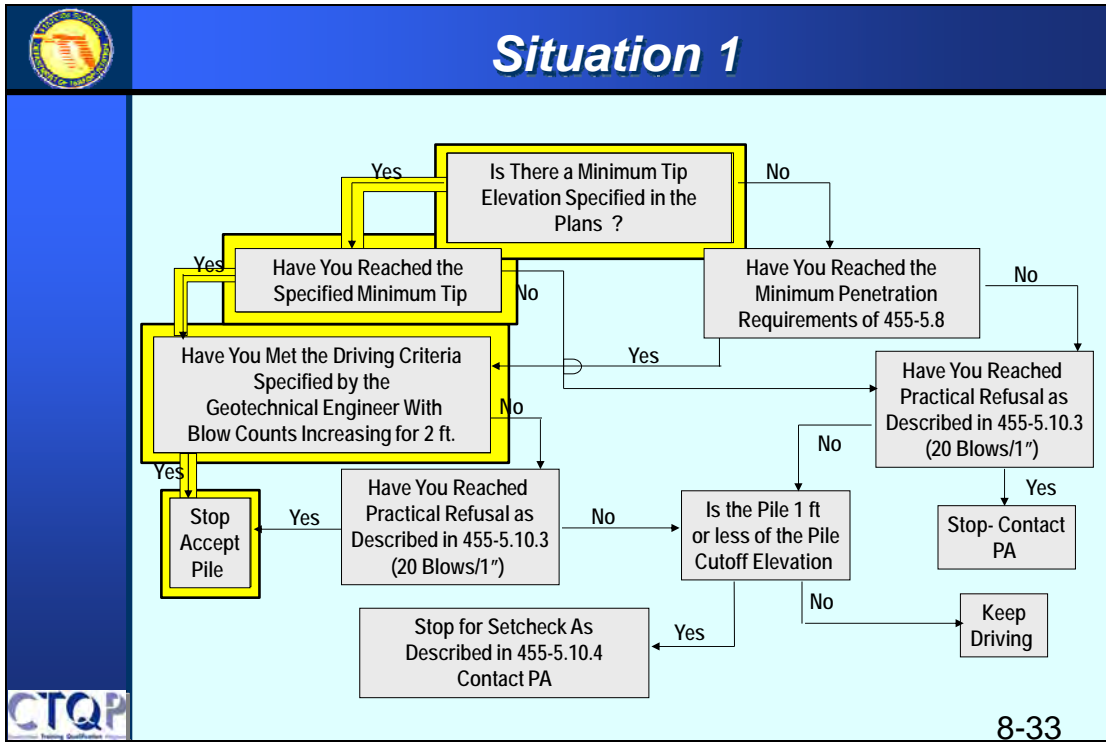 Situation 1
Is There a Minimum Tip
Elevation Specified in the
Plans ?
Yes
No
Have You Reached the
Specified Minimum Tip
Yes
No
Have You Reached the
Minimum Penetration
Requirements of 455-5.8
No
Yes
Have You Met the Driving Criteria
Specified by the
Geotechnical Engineer With
Blow Counts Increasing for 2 ft.
No
Yes
Have You Reached
Practical Refusal as
Described in 455-5.10.3
(20 Blows/1")
No
Yes
Stop
Accept
Pile
Yes
Have You Reached
Practical Refusal as
Described in 455-5.10.3
(20 Blows/1")
No
Is the Pile 1 ft
or less of the Pile
Cutoff Elevation
Stop- Contact
PA
No
Yes
Keep
Driving
Stop for Setcheck As
Described in 455-5.10.4
Contact PA
CTQP
Training Qualification
8-33